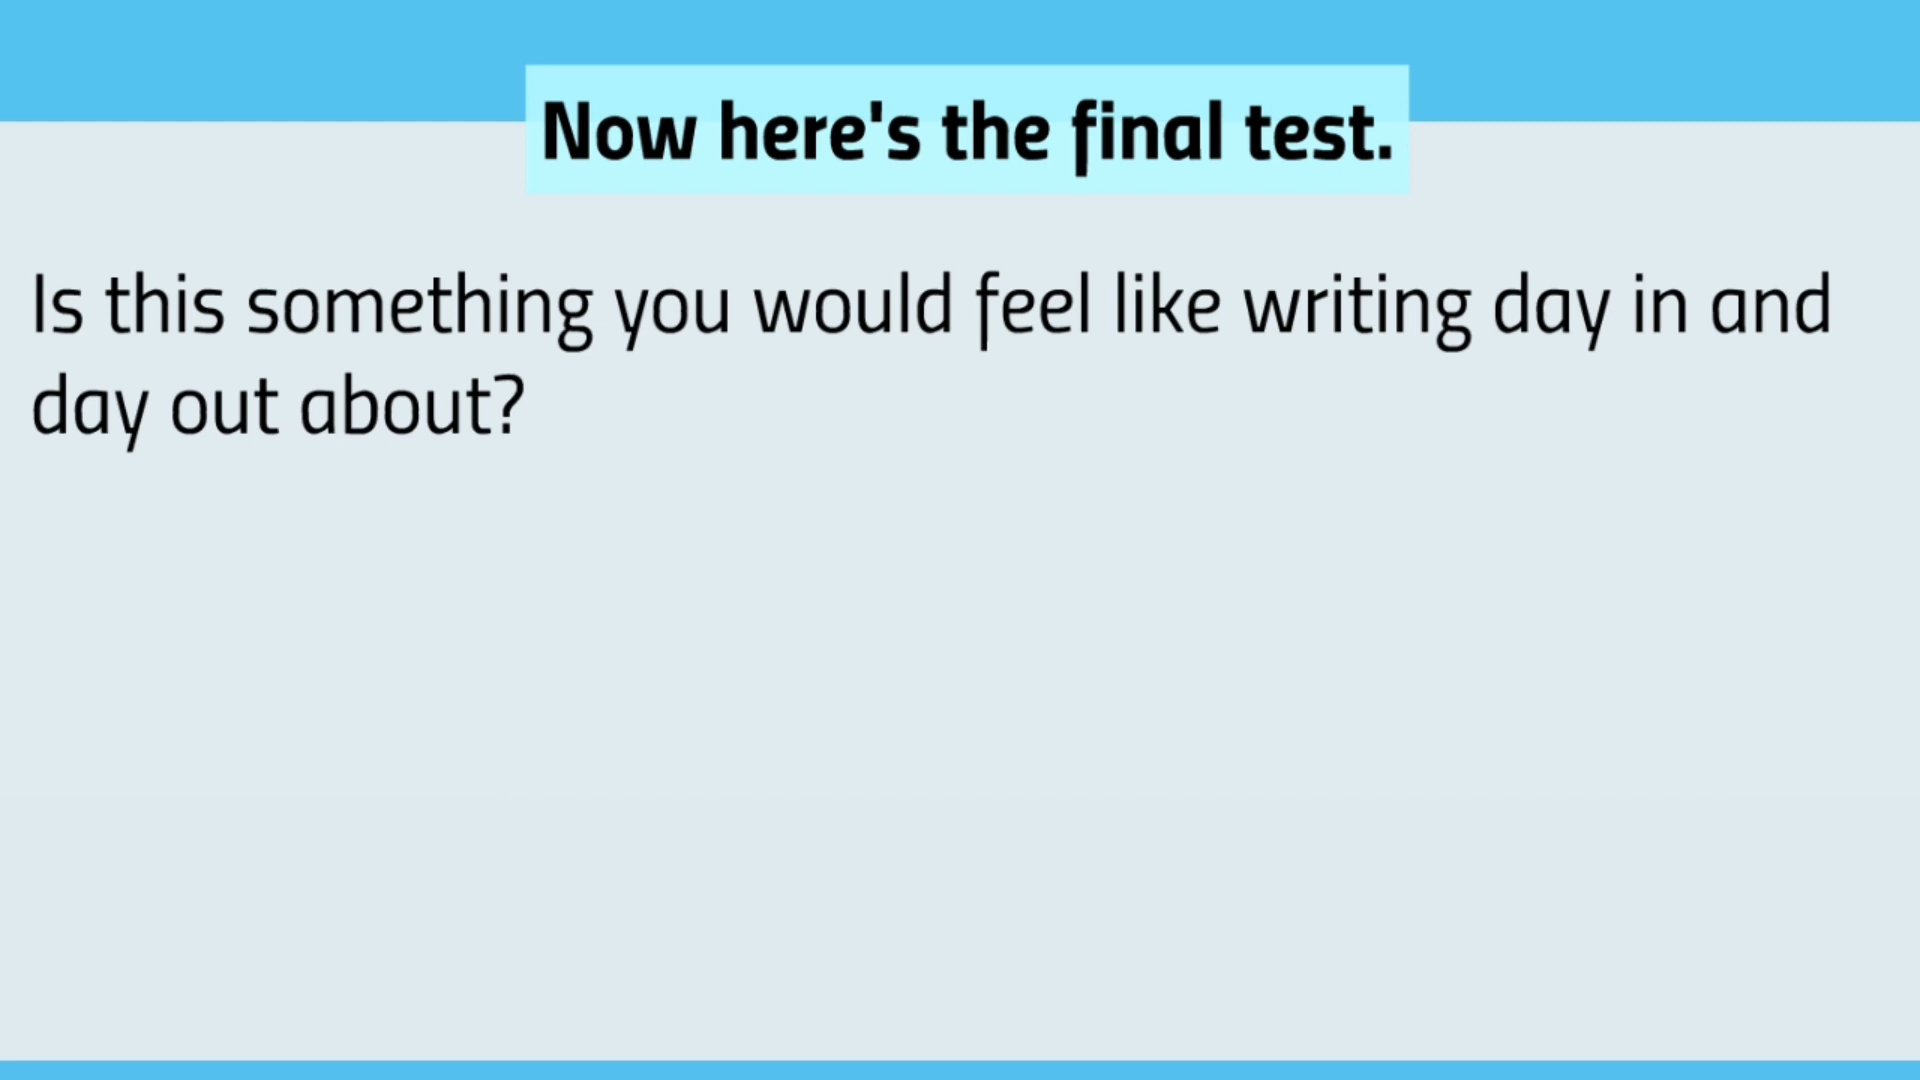 Now here's the final test.
Is this something you would feel like writing day in and
day out about?